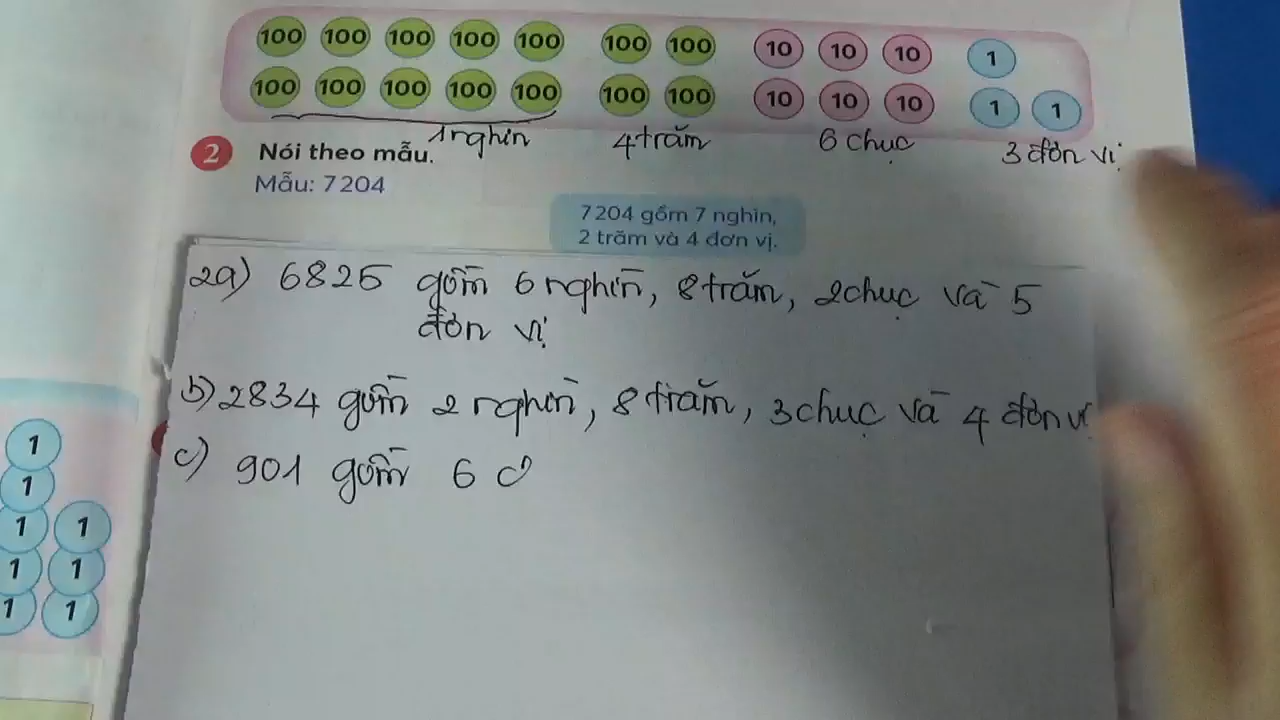 100 100 100 100 100 100 100 10 10 10 1
100 100 100 100 100 100 100 10 10 10 1 1
1 nghìn 4 trăm 6 chục 3 đơn vị
2 Nói theo mẫu.
Mẫu: 7 204
7 204 gồm 7 nghìn,
2 trăm và 4 đơn vị.
2a) 6825 gồm 6 nghìn, 8 trăm, 2 chục và 5
đơn vị
b) 2834 gồm 2 nghìn, 8 trăm, 3 chục và 4 đơn vị
c) 901 gồm 6 c
1
1
1 1
1 1
1 1